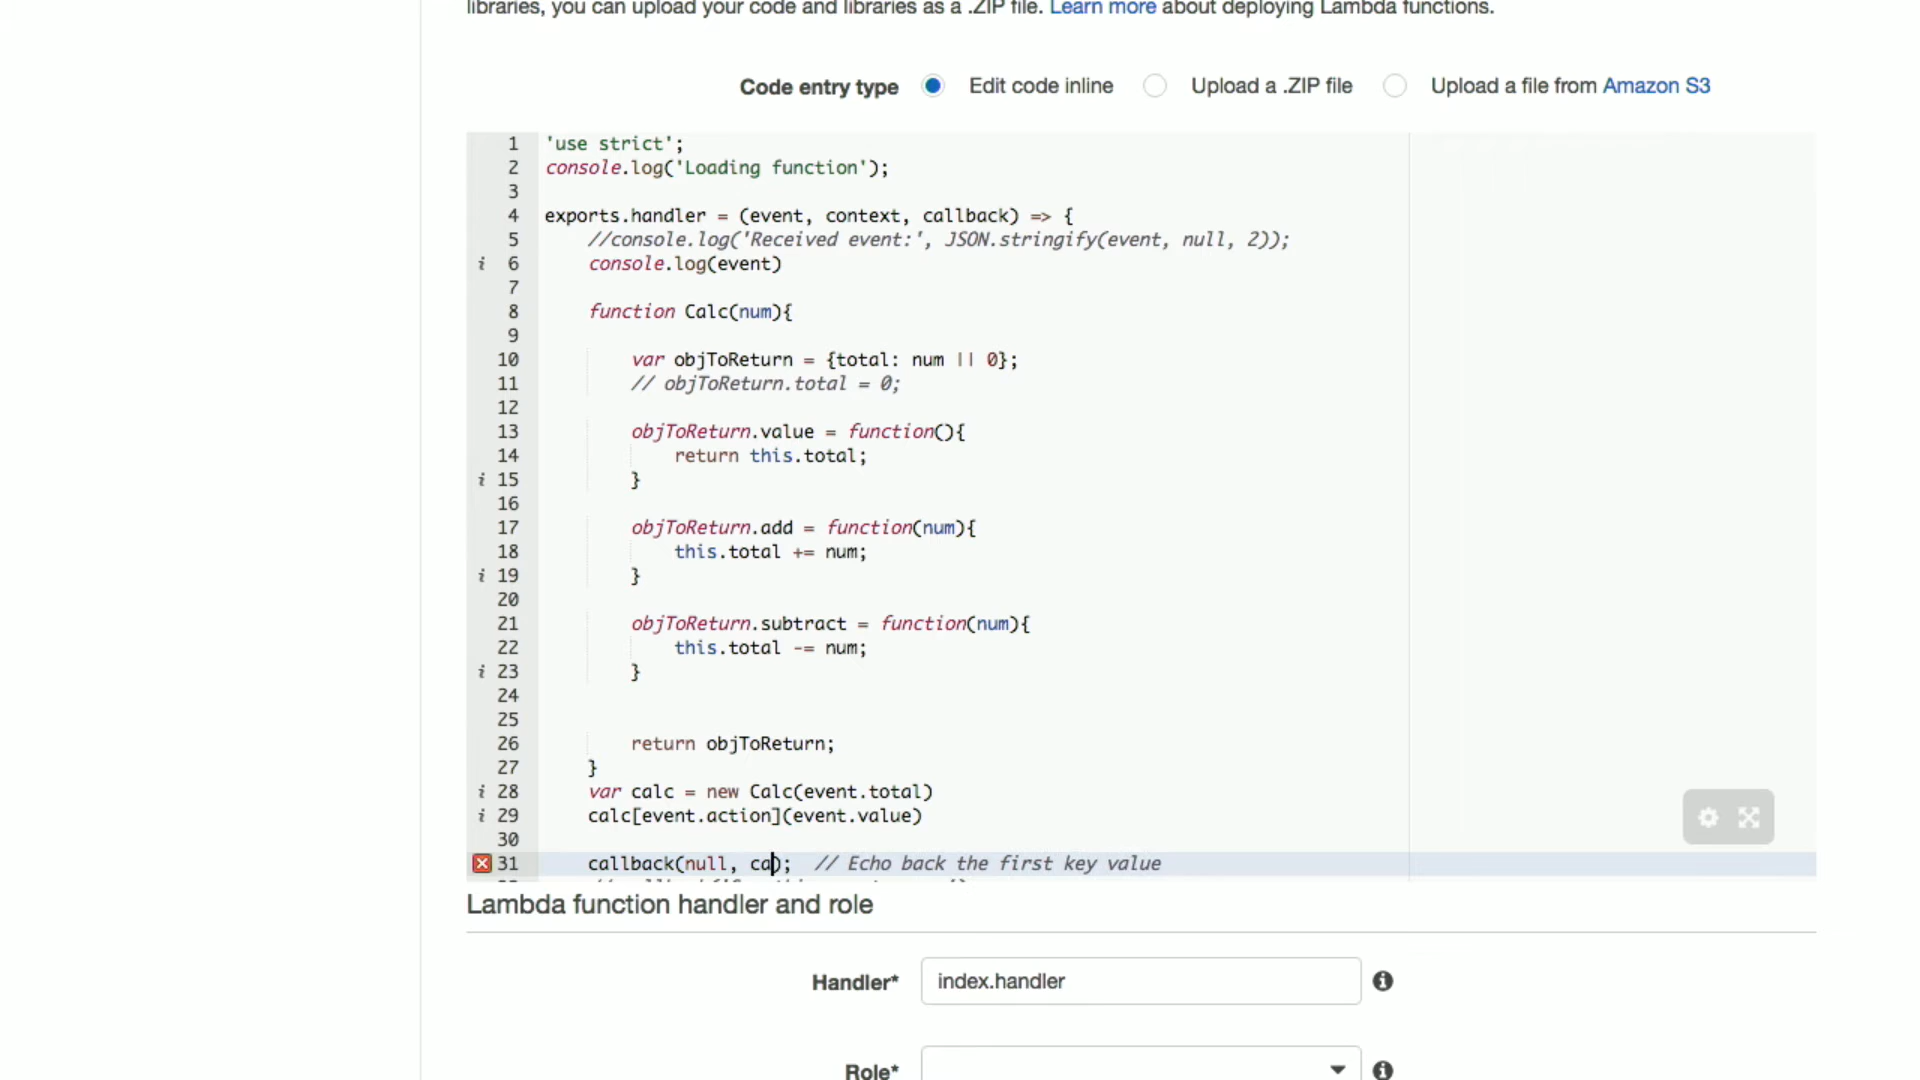 libraries, you can upload your code and libraries as a .ZIP file. Learn more about deploying Lambda functions.
Code entry type Edit code inline Upload a .ZIP file Upload a file from Amazon S3
1 'use strict';
2 console.log('Loading function');
3
4 exports.handler = (event, context, callback) => {
5 //console.log('Received event:', JSON.stringify(event, null, 2));
i 6 console.log(event)
7
8 function Calc(num){
9
10 var objToReturn = {total: num || 0};
11 // objToReturn.total = 0;
12
13 objToReturn.value = function(){
14 return this.total;
i 15 }
16
17 objToReturn.add = function(num){
18 this.total += num;
i 19 }
20
21 objToReturn.subtract = function(num){
22 this.total -= num;
i 23 }
24
25
26 return objToReturn;
27 }
i 28 var calc = new Calc(event.total)
i 29 calc[event.action](event.value)
30
31 callback(null, ca); // Echo back the first key value
Lambda function handler and role
Handler* index.handler
Role*